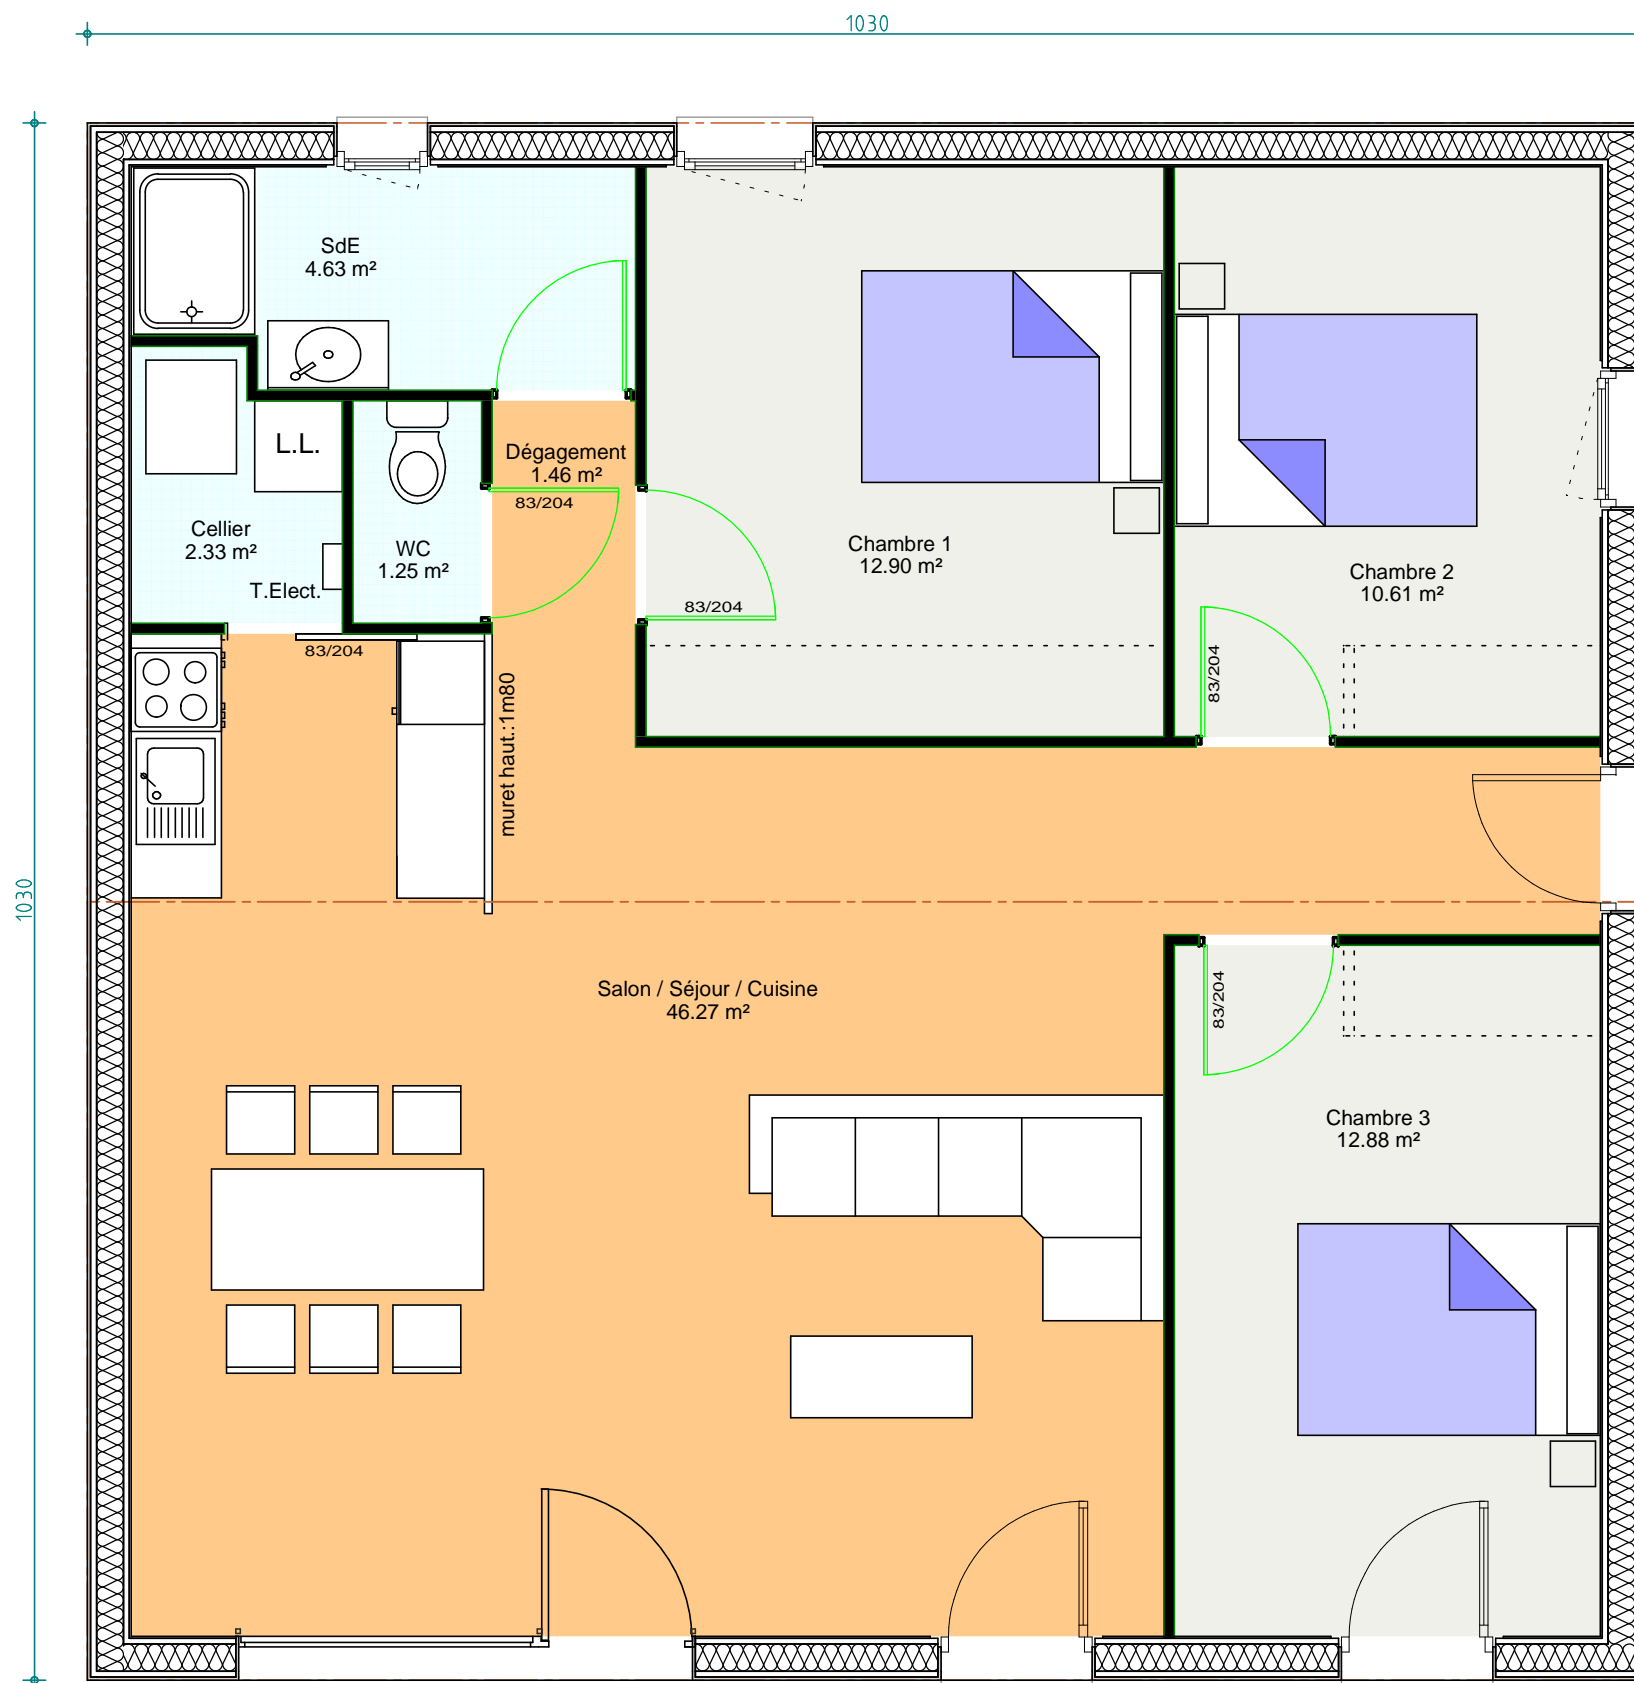 1030
1030
SdE
4.63 m²
L.L.
Dégagement
1.46 m²
83/204
Cellier
2.33 m²
WC
1.25 m²
T.Elect.
Chambre 1
12.90 m²
83/204
Chambre 2
10.61 m²
83/204
83/204
muret haut.:1m80
Salon / Séjour / Cuisine
46.27 m²
83/204
Chambre 3
12.88 m²